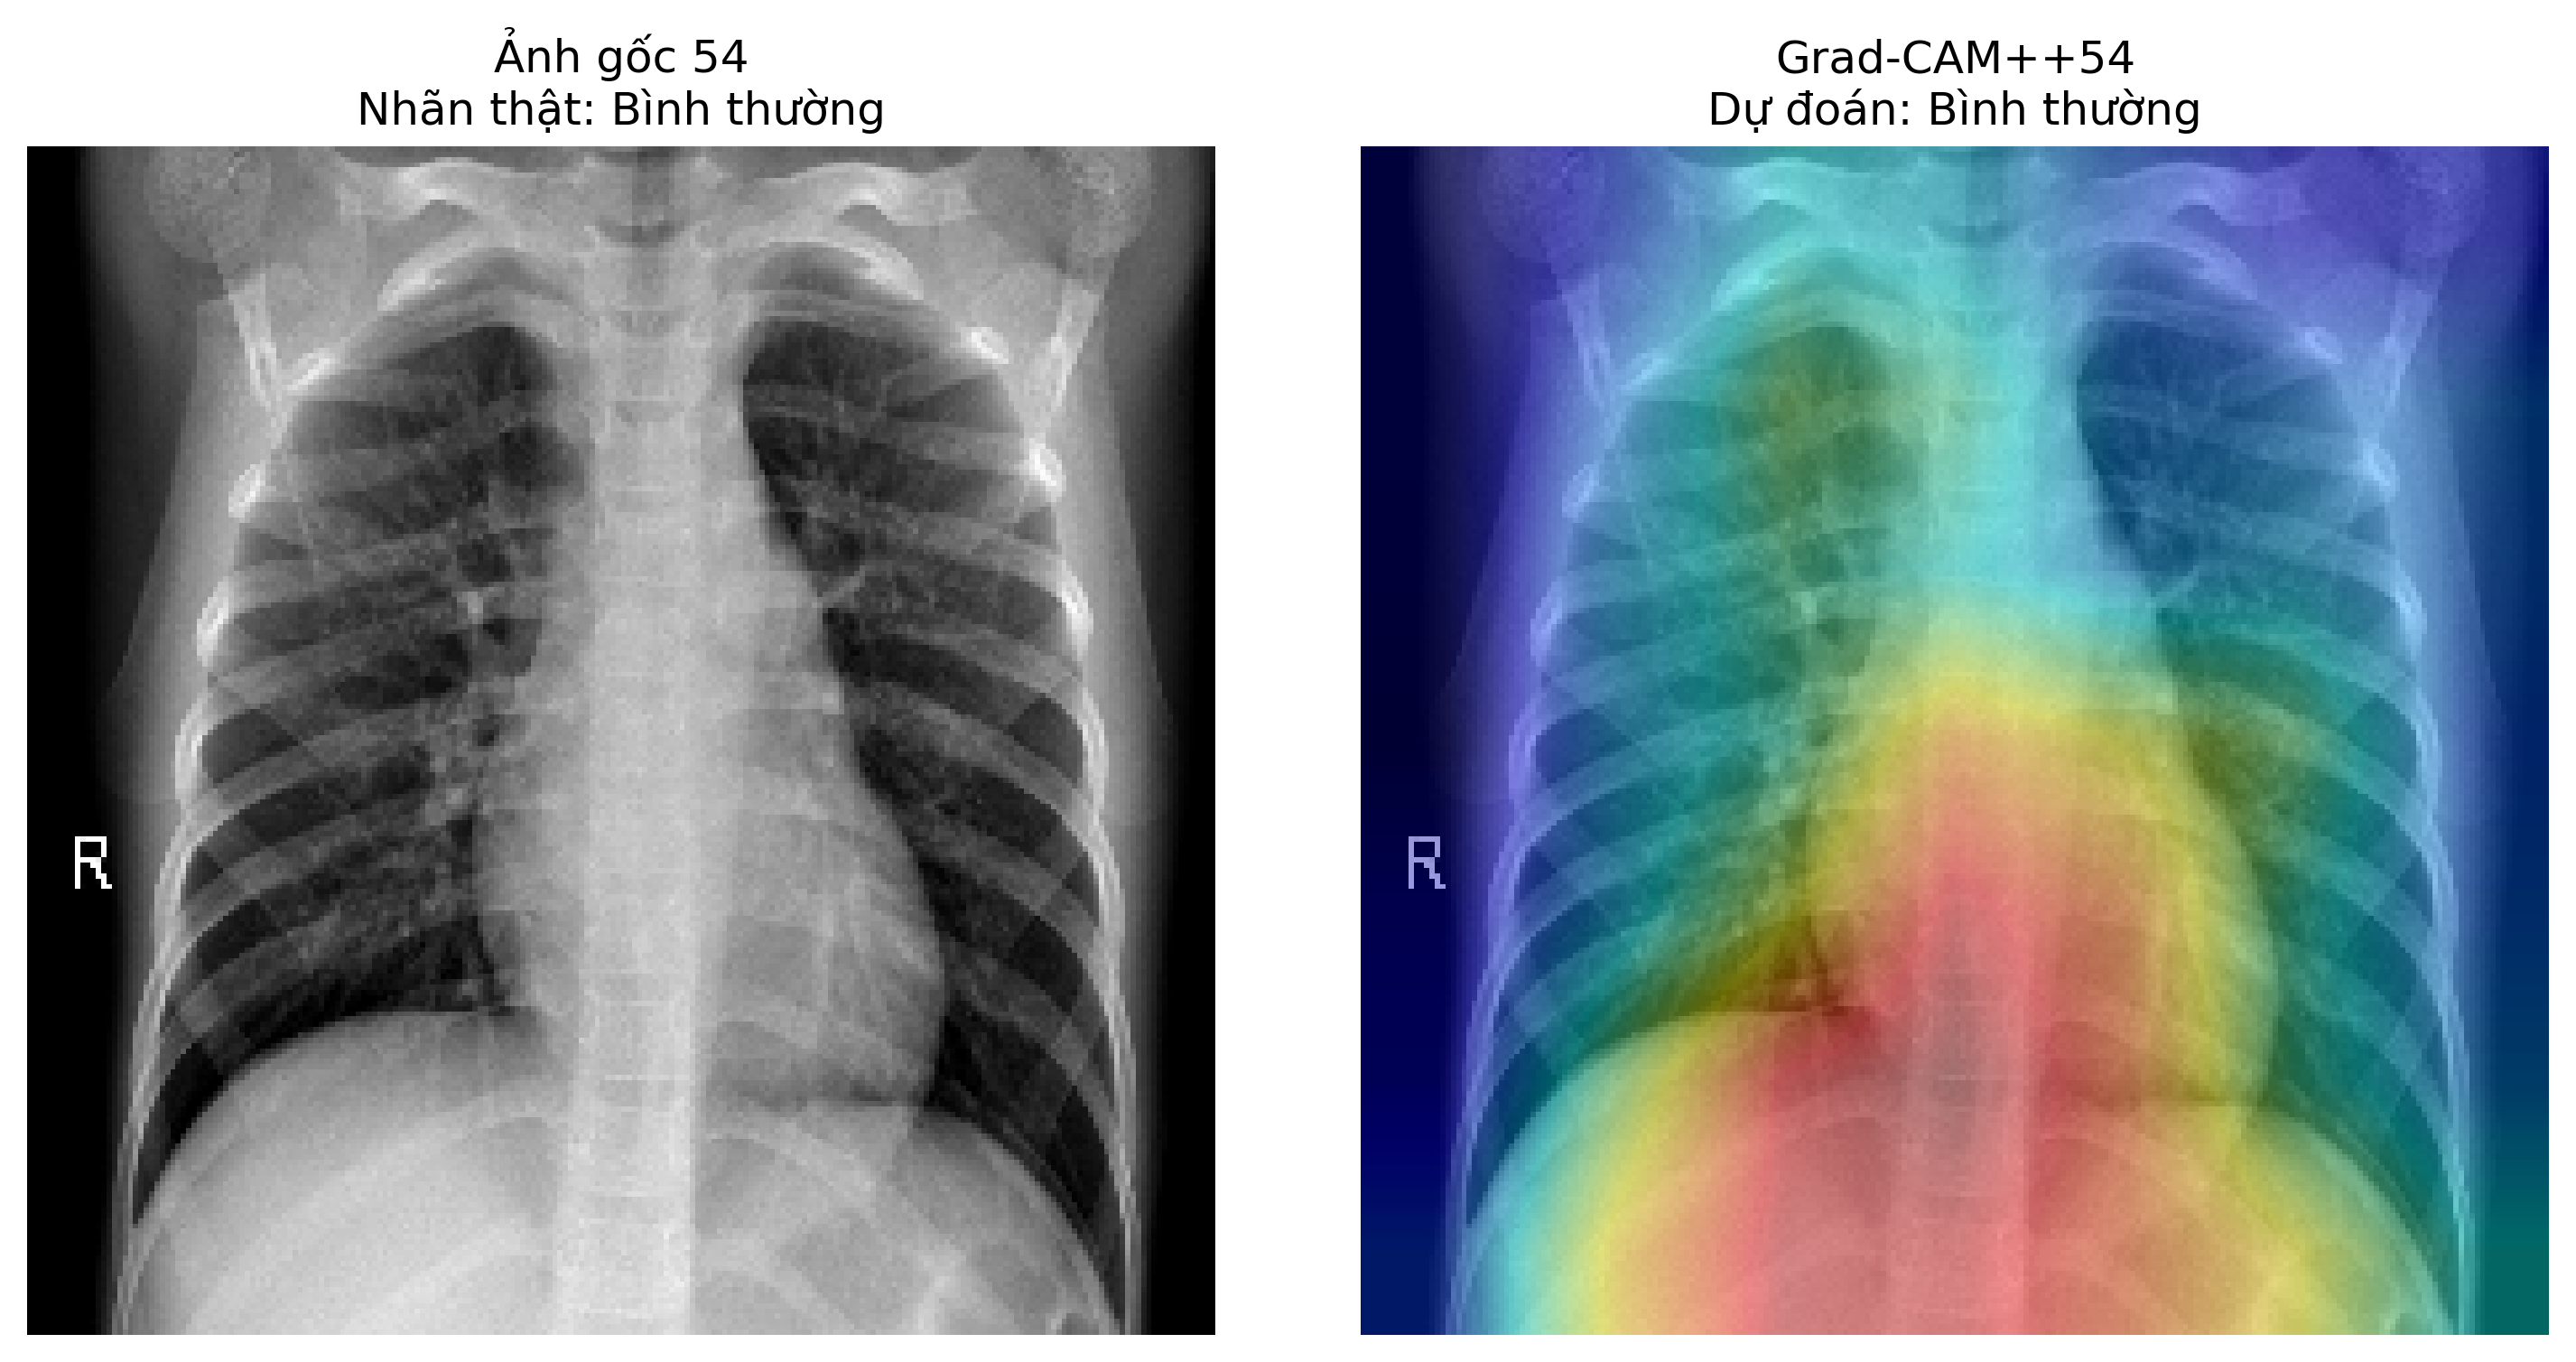 Ảnh gốc 54
Nhãn thật: Bình thường
Grad-CAM++54
Dự đoán: Bình thường
R
R